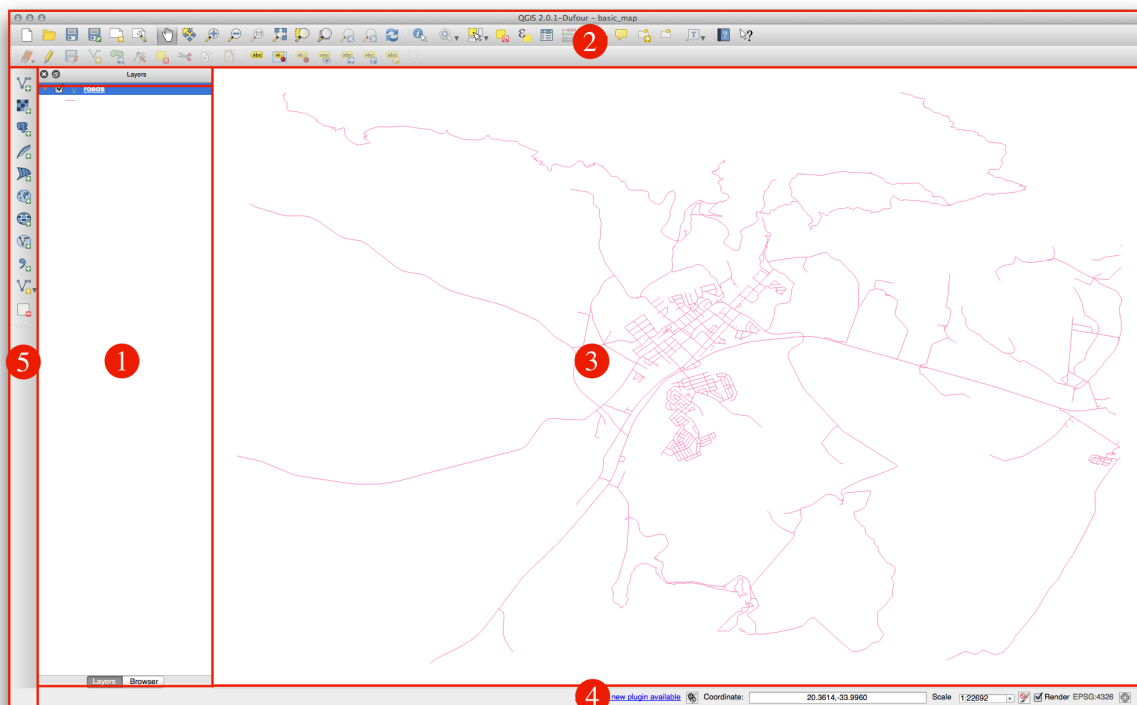 QGIS 2.0.1-Dufour - basic_map
2
Layers
roads
5
1
3
Layers Browser
4
new plugin available
Coordinate:
20.3614,-33.9960
Scale
1:22692
Render
EPSG:4326